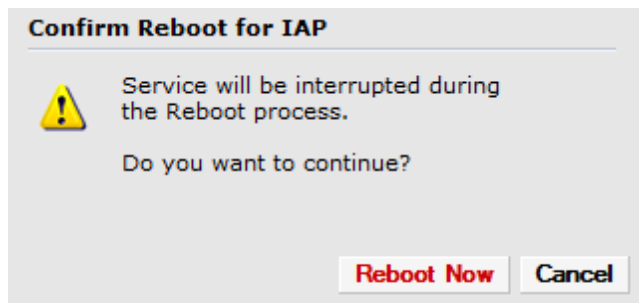 Confirm Reboot for IAP
Service will be interrupted during
the Reboot process.
Do you want to continue?
Reboot Now Cancel